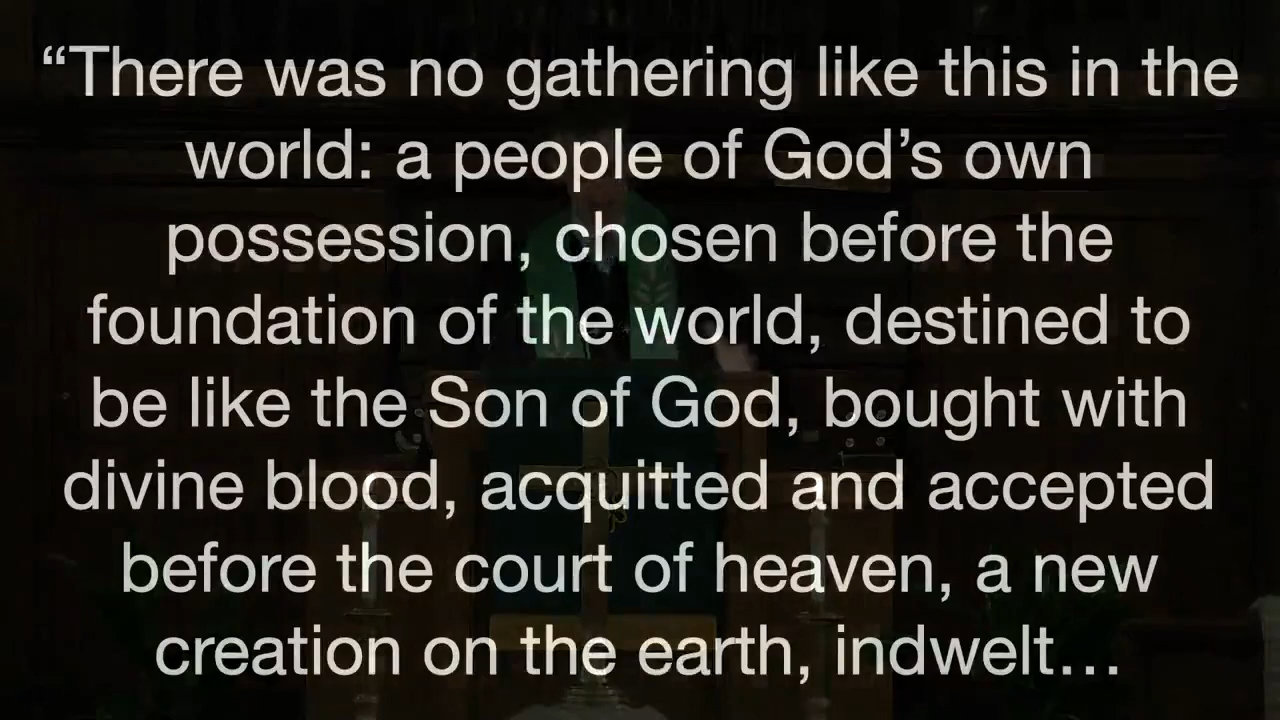 “There was no gathering like this in the
world: a people of God’s own
possession, chosen before the
foundation of the world, destined to
be like the Son of God, bought with
divine blood, acquitted and accepted
before the court of heaven, a new
creation on the earth, indwelt…